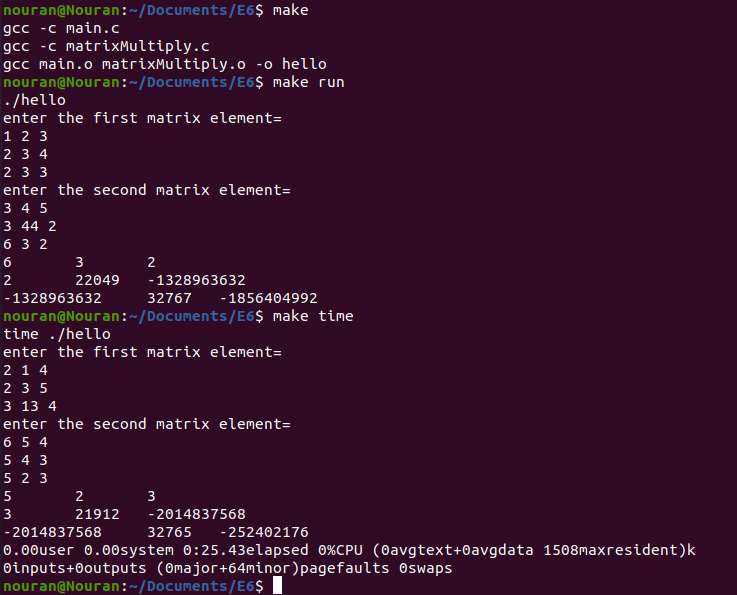 nouran@Nouran:~/Documents/E6$ make
gcc -c main.c
gcc -c matrixMultiply.c
gcc main.o matrixMultiply.o -o hello
nouran@Nouran:~/Documents/E6$ make run
./hello
enter the first matrix element=
1 2 3
2 3 4
2 3 3
enter the second matrix element=
3 4 5
3 44 2
6 3 2
6 3 2
2 22049 -1328963632
-1328963632 32767 -1856404992
nouran@Nouran:~/Documents/E6$ make time
time ./hello
enter the first matrix element=
2 1 4
2 3 5
3 13 4
enter the second matrix element=
6 5 4
5 4 3
5 2 3
5 2 3
3 21912 -2014837568
-2014837568 32765 -252402176
0.00user 0.00system 0:25.43elapsed 0%CPU (0avgtext+0avgdata 1508maxresident)k
0inputs+0outputs (0major+64minor)pagefaults 0swaps
nouran@Nouran:~/Documents/E6$